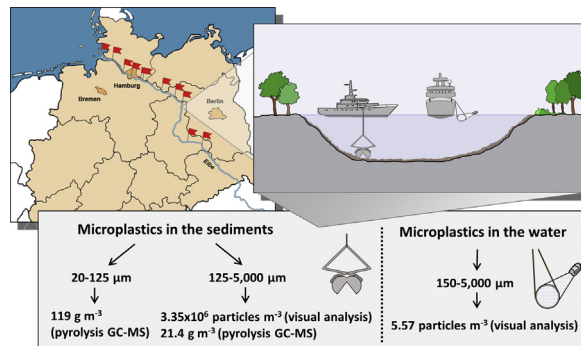 Hamburg
Bremen
Berlin
Elbe
Microplastics in the sediments
20-125 µm
125-5,000 µm
119 g m⁻³
(pyrolysis GC-MS)
3.35x10⁶ particles m⁻³ (visual analysis)
21.4 g m⁻³ (pyrolysis GC-MS)
Microplastics in the water
150-5,000 µm
5.57 particles m⁻³ (visual analysis)